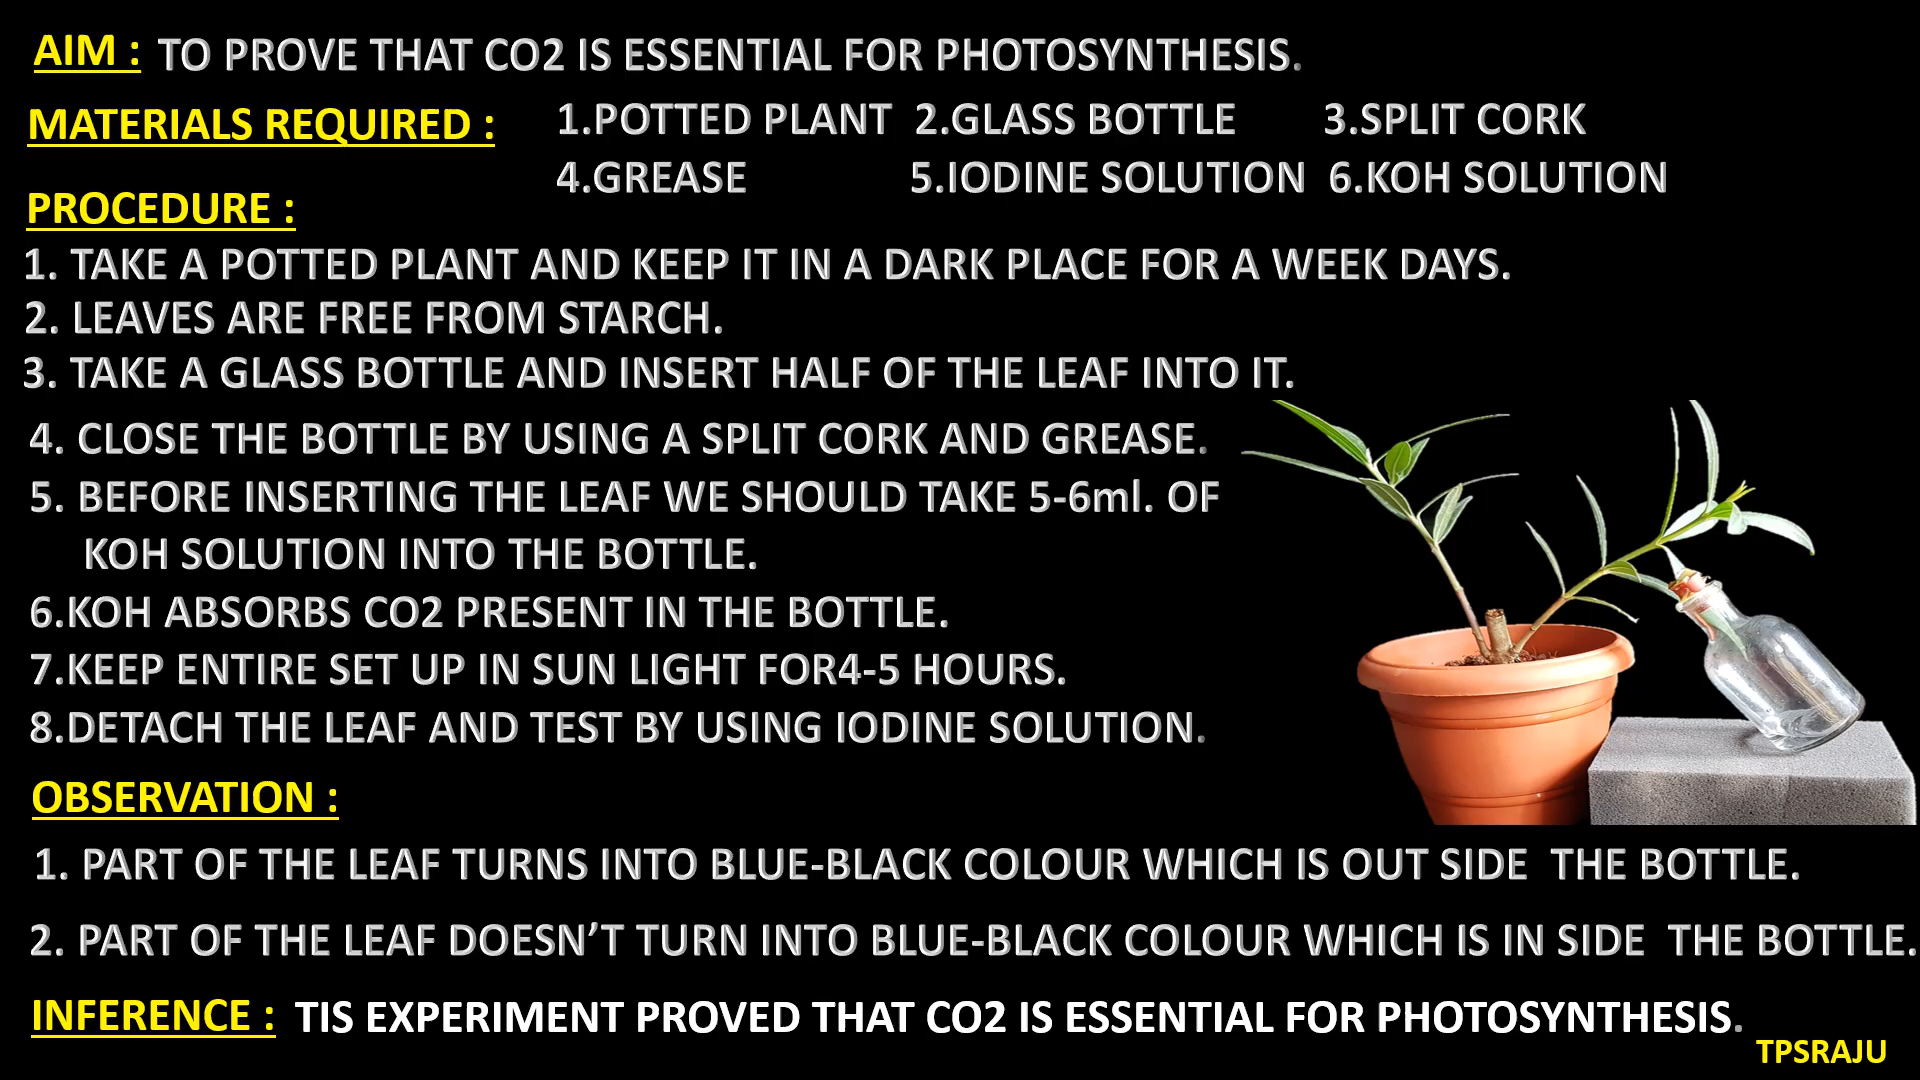 AIM : TO PROVE THAT CO2 IS ESSENTIAL FOR PHOTOSYNTHESIS.
MATERIALS REQUIRED : 1.POTTED PLANT 2.GLASS BOTTLE 3.SPLIT CORK
4.GREASE 5.IODINE SOLUTION 6.KOH SOLUTION
PROCEDURE :
1. TAKE A POTTED PLANT AND KEEP IT IN A DARK PLACE FOR A WEEK DAYS.
2. LEAVES ARE FREE FROM STARCH.
3. TAKE A GLASS BOTTLE AND INSERT HALF OF THE LEAF INTO IT.
4. CLOSE THE BOTTLE BY USING A SPLIT CORK AND GREASE.
5. BEFORE INSERTING THE LEAF WE SHOULD TAKE 5-6ml. OF
KOH SOLUTION INTO THE BOTTLE.
6.KOH ABSORBS CO2 PRESENT IN THE BOTTLE.
7.KEEP ENTIRE SET UP IN SUN LIGHT FOR4-5 HOURS.
8.DETACH THE LEAF AND TEST BY USING IODINE SOLUTION.
OBSERVATION :
1. PART OF THE LEAF TURNS INTO BLUE-BLACK COLOUR WHICH IS OUT SIDE THE BOTTLE.
2. PART OF THE LEAF DOESN’T TURN INTO BLUE-BLACK COLOUR WHICH IS IN SIDE THE BOTTLE.
INFERENCE : TIS EXPERIMENT PROVED THAT CO2 IS ESSENTIAL FOR PHOTOSYNTHESIS.
TPSRAJU